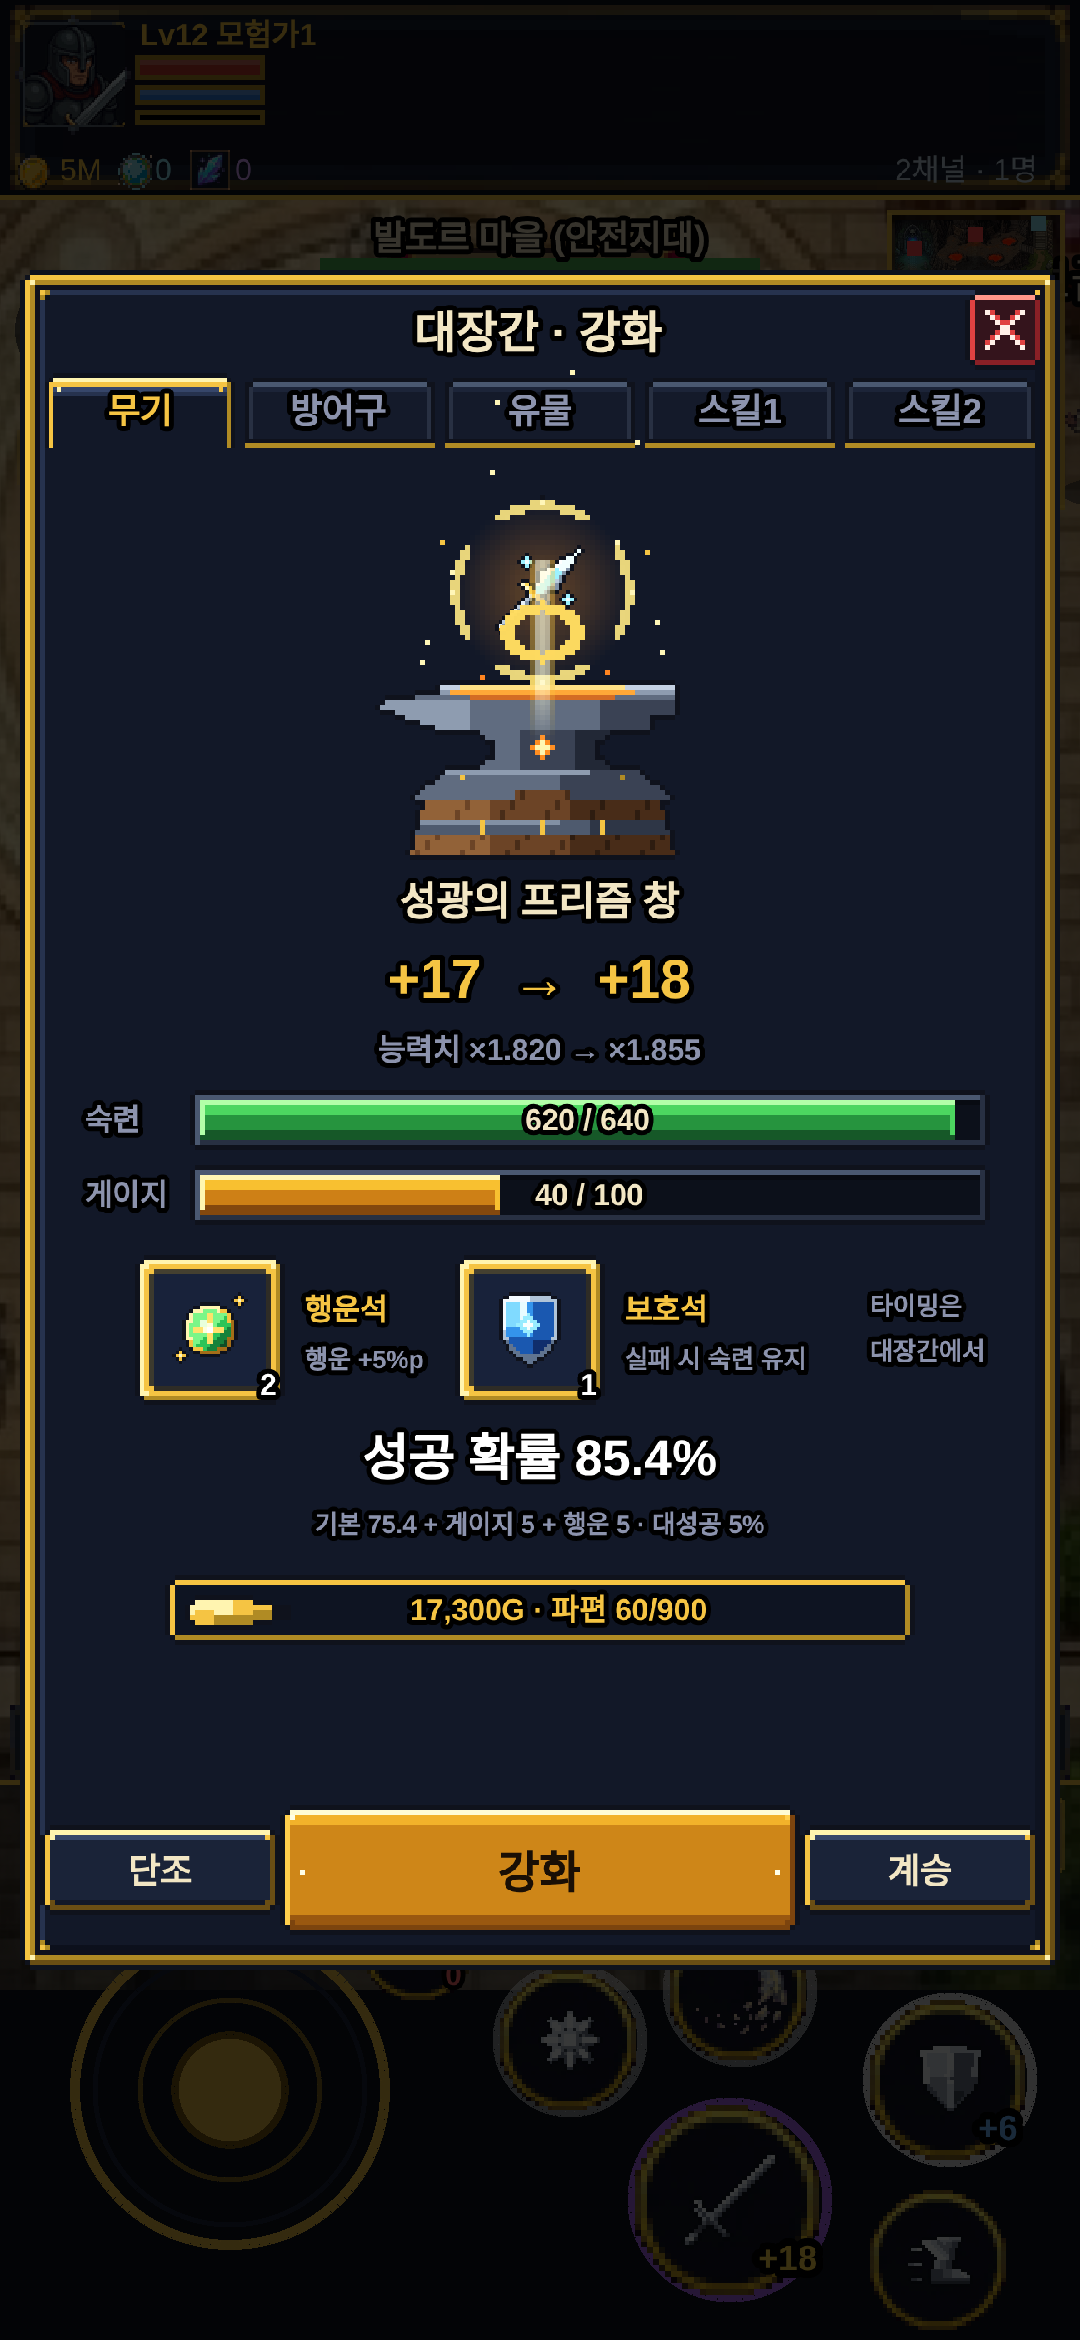 Lv12 모험가1
5M 0 0
2채널 · 1명
발도르 마을 (안전지대)
대장간 · 강화
무기 방어구 유물 스킬1 스킬2
성광의 프리즘 창
+17 → +18
능력치 ×1.820 → ×1.855
숙련 620 / 640
게이지 40 / 100
2
행운석
행운 +5%p
1
보호석
실패 시 숙련 유지
타이밍은
대장간에서
성공 확률 85.4%
기본 75.4 + 게이지 5 + 행운 5 · 대성공 5%
17,300G · 파편 60/900
단조 강화 계승
0
+6
+18